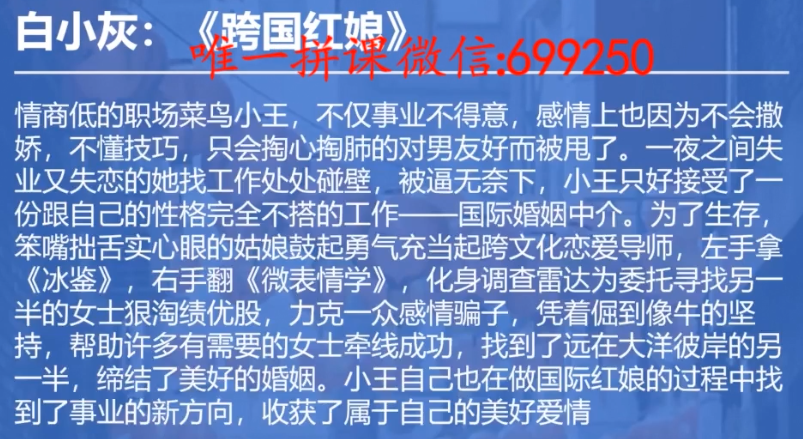 白小灰：《跨国红娘》
唯一拼课微信:699250
情商低的职场菜鸟小王，不仅事业不得意，感情上也因为不会撒
娇，不懂技巧，只会掏心掏肺的对男友好而被甩了。一夜之间失
业又失恋的她找工作处处碰壁，被逼无奈下，小王只好接受了一
份跟自己的性格完全不搭的工作——国际婚姻中介。为了生存，
笨嘴拙舌实心眼的姑娘鼓起勇气充当起跨文化恋爱导师，左手拿
《冰鉴》，右手翻《微表情学》，化身调查雷达为委托寻找另一
半的女士狠淘绩优股，力克一众感情骗子，凭着倔到像牛的坚
持，帮助许多有需要的女士牵线成功，找到了远在大洋彼岸的另
一半，缔结了美好的婚姻。小王自己也在做国际红娘的过程中找
到了事业的新方向，收获了属于自己的美好爱情